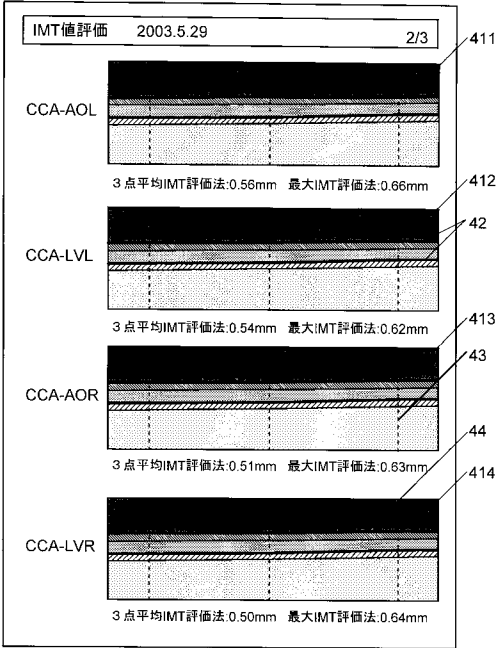 IMT値評価 2003.5.29 2/3
411
CCA-AOL
3点平均IMT評価法:0.56mm 最大IMT評価法:0.66mm
412
42
CCA-LVL
3点平均IMT評価法:0.54mm 最大IMT評価法:0.62mm
413
43
CCA-AOR
3点平均IMT評価法:0.51mm 最大IMT評価法:0.63mm
44
414
CCA-LVR
3点平均IMT評価法:0.50mm 最大IMT評価法:0.64mm